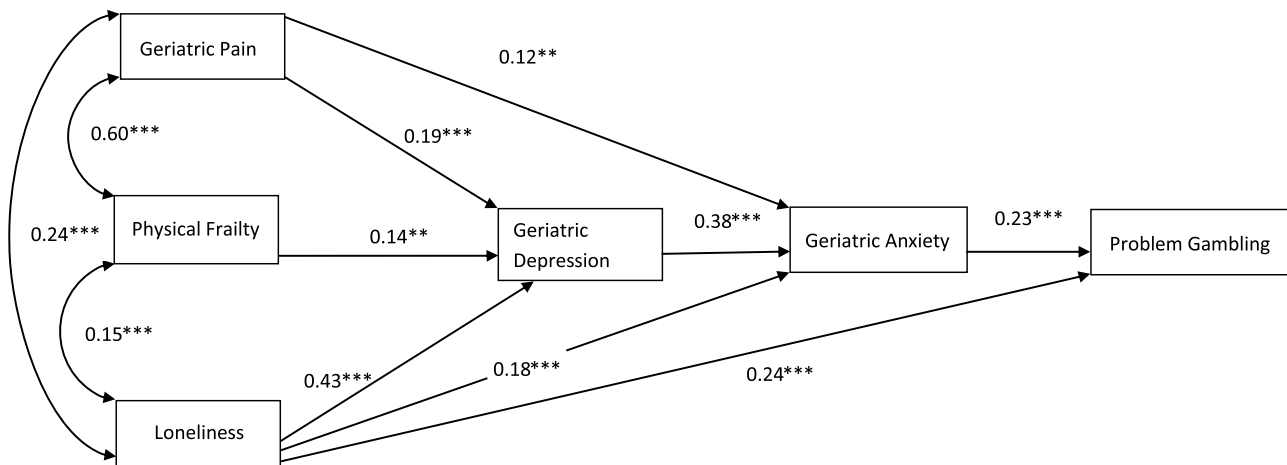 Geriatric Pain
0.12**
0.60***
0.19***
Physical Frailty
0.24***
0.14**
Geriatric
Depression
0.38***
Geriatric Anxiety
0.23***
Problem Gambling
0.15***
0.43***
0.18***
0.24***
Loneliness